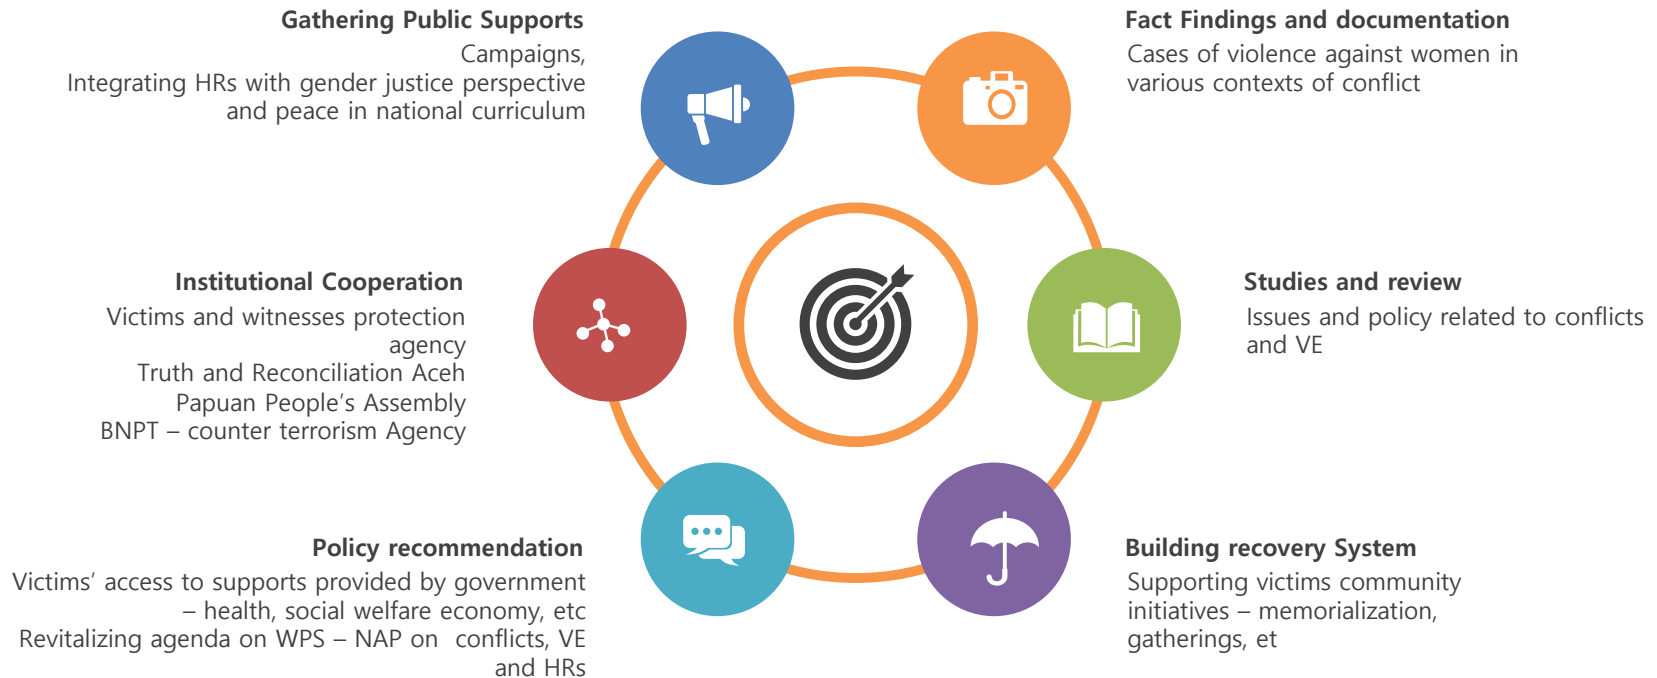 Gathering Public Supports
Campaigns,
Integrating HRs with gender justice perspective
and peace in national curriculum
Fact Findings and documentation
Cases of violence against women in
various contexts of conflict
Institutional Cooperation
Victims and witnesses protection
agency
Truth and Reconciliation Aceh
Papuan People’s Assembly
BNPT – counter terrorism Agency
Studies and review
Issues and policy related to conflicts
and VE
Policy recommendation
Victims’ access to supports provided by government
– health, social welfare economy, etc
Revitalizing agenda on WPS – NAP on  conflicts, VE
and HRs
Building recovery System
Supporting victims community
initiatives – memorialization,
gatherings, et